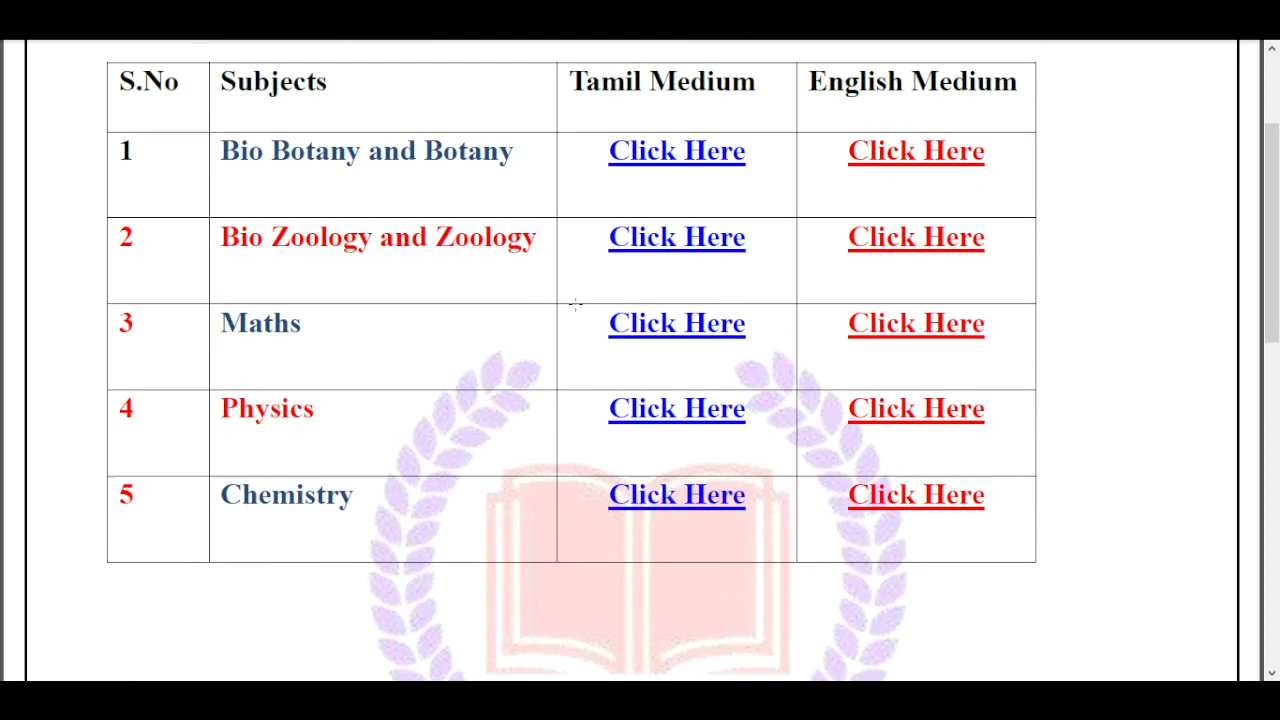 S.No Subjects Tamil Medium English Medium
1 Bio Botany and Botany Click Here Click Here
2 Bio Zoology and Zoology Click Here Click Here
3 Maths Click Here Click Here
4 Physics Click Here Click Here
5 Chemistry Click Here Click Here